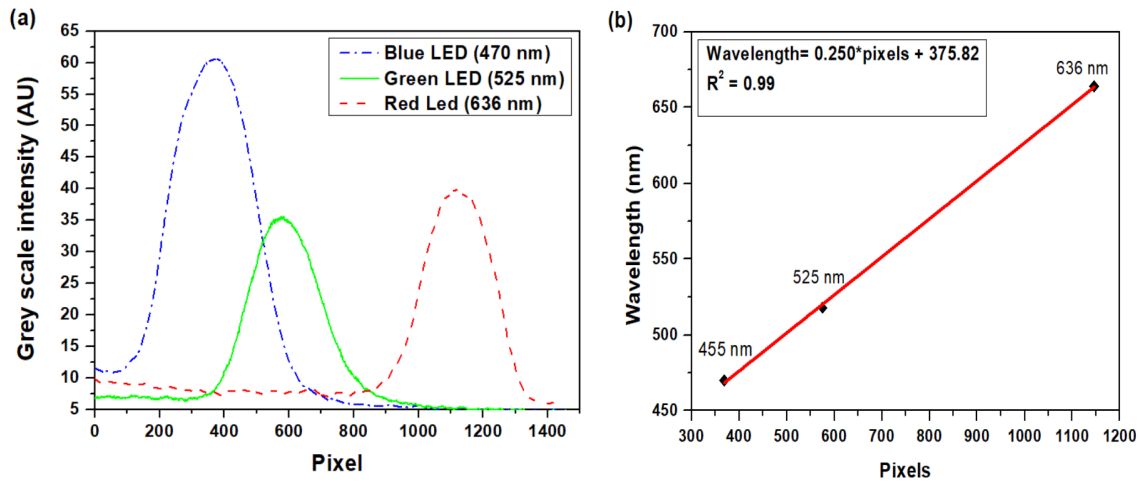 (a)
65
60
55
50
45
40
35
30
25
20
15
10
5
Grey scale intensity (AU)
Blue LED (470 nm)
Green LED (525 nm)
Red Led (636 nm)
0 200 400 600 800 1000 1200 1400
Pixel
(b)
700
650
600
550
500
450
Wavelength (nm)
Wavelength= 0.250*pixels + 375.82
R² = 0.99
636 nm
525 nm
455 nm
300 400 500 600 700 800 900 1000 1100 1200
Pixels